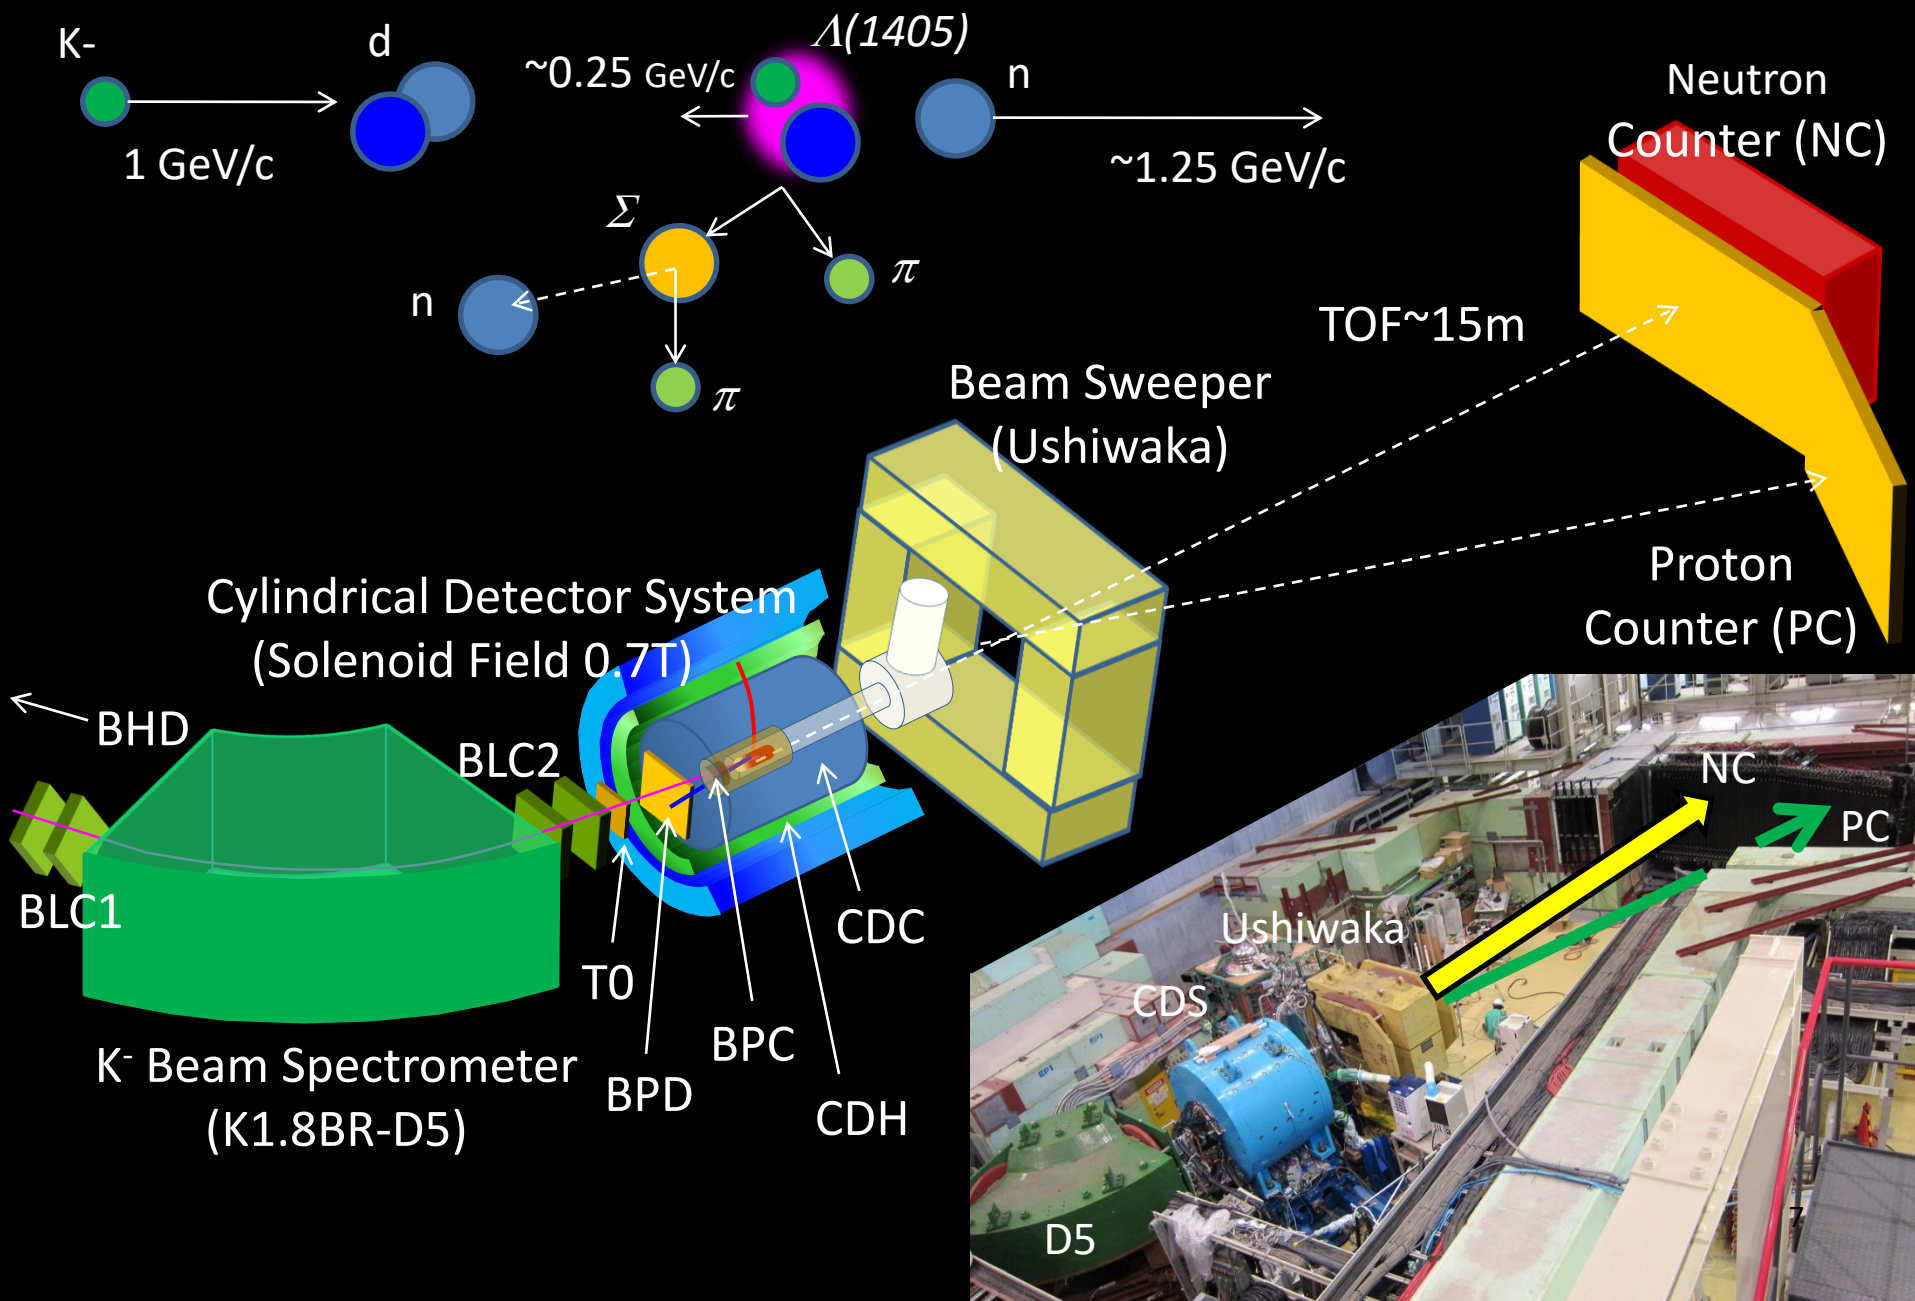 K-
d
Λ(1405)
~0.25 GeV/c
n
1 GeV/c
~1.25 GeV/c
Neutron
Counter (NC)
Σ
π
n
π
TOF~15m
Beam Sweeper
(Ushiwaka)
Proton
Counter (PC)
Cylindrical Detector System
(Solenoid Field 0.7T)
BHD
BLC2
BLC1
CDC
T0
BPC
BPD
CDH
K- Beam Spectrometer
(K1.8BR-D5)
NC
PC
Ushiwaka
CDS
D5
7